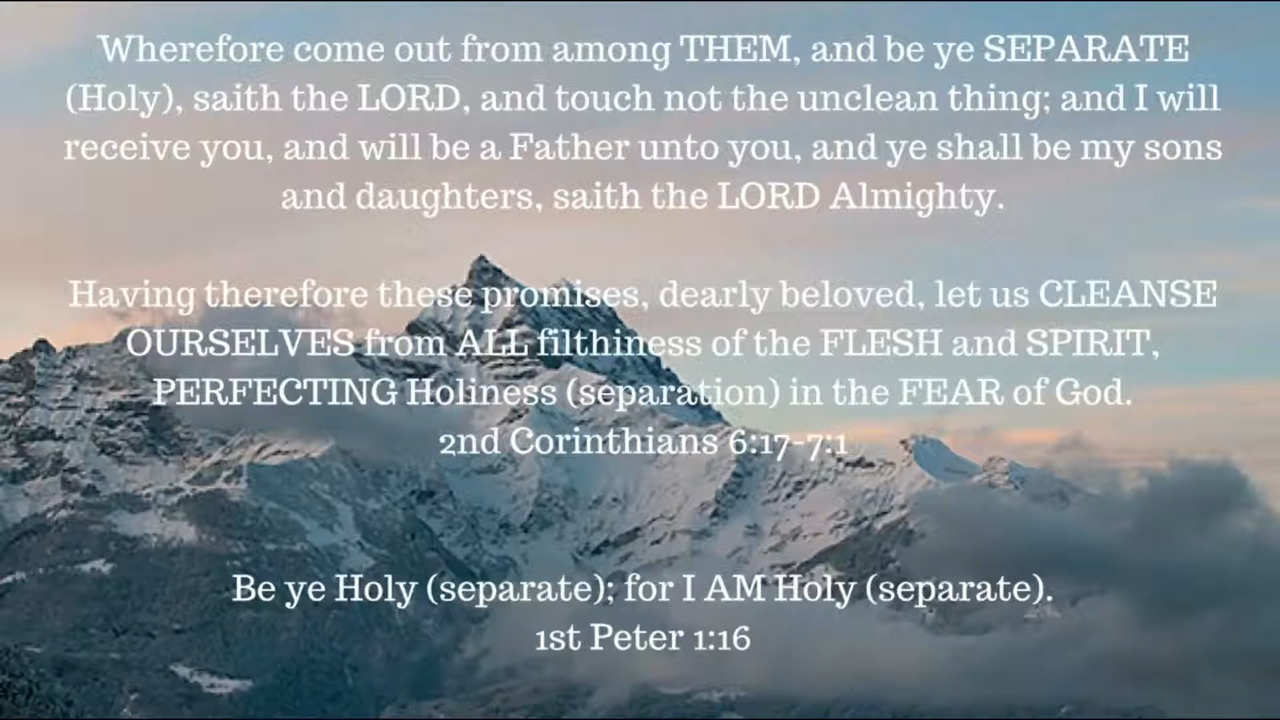 Wherefore come out from among THEM, and be ye SEPARATE
(Holy), saith the LORD, and touch not the unclean thing; and I will
receive you, and will be a Father unto you, and ye shall be my sons
and daughters, saith the LORD Almighty.
Having therefore these promises, dearly beloved, let us CLEANSE
OURSELVES from ALL filthiness of the FLESH and SPIRIT,
PERFECTING Holiness (separation) in the FEAR of God.
2nd Corinthians 6:17-7:1
Be ye Holy (separate); for I AM Holy (separate).
1st Peter 1:16